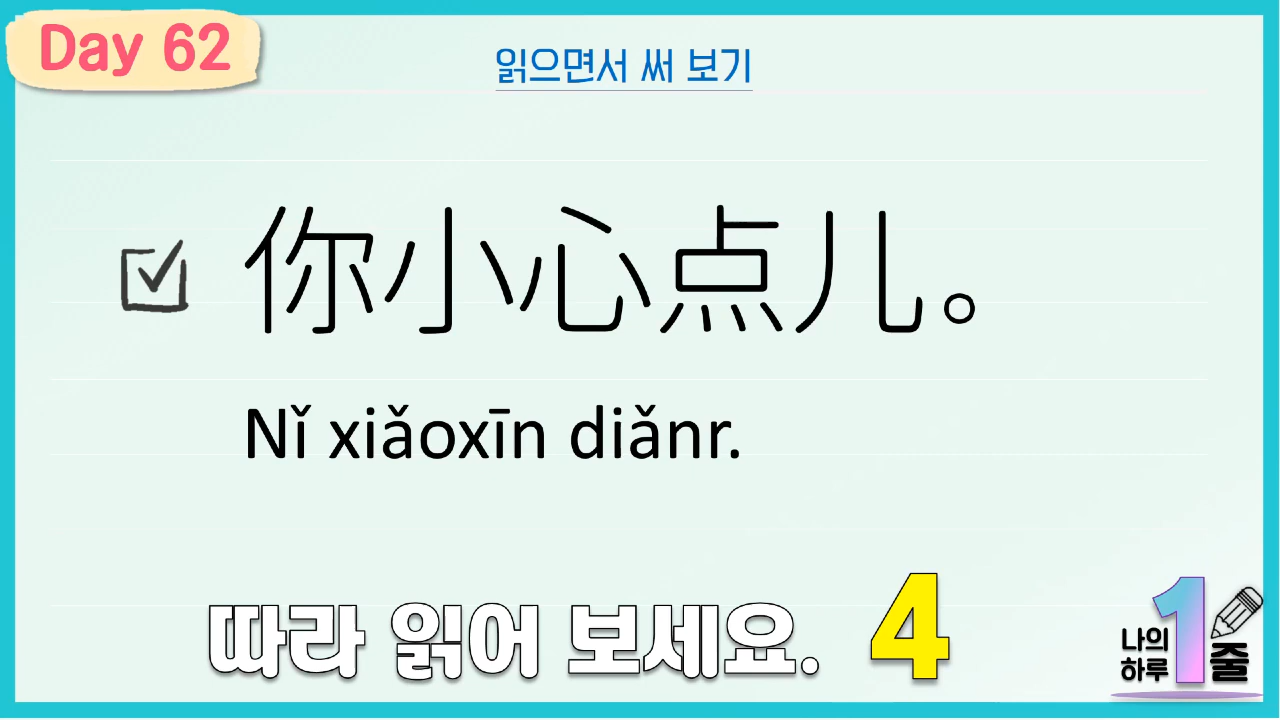 Day 62
읽으면서 써 보기
你小心点儿。
Nǐ xiǎoxīn diǎnr.
따라 읽어 보세요. 4
나의
하루
1줄